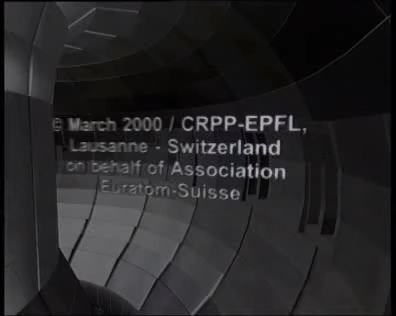 © March 2000 / CRPP-EPFL,
Lausanne - Switzerland
on behalf of Association
Euratom-Suisse